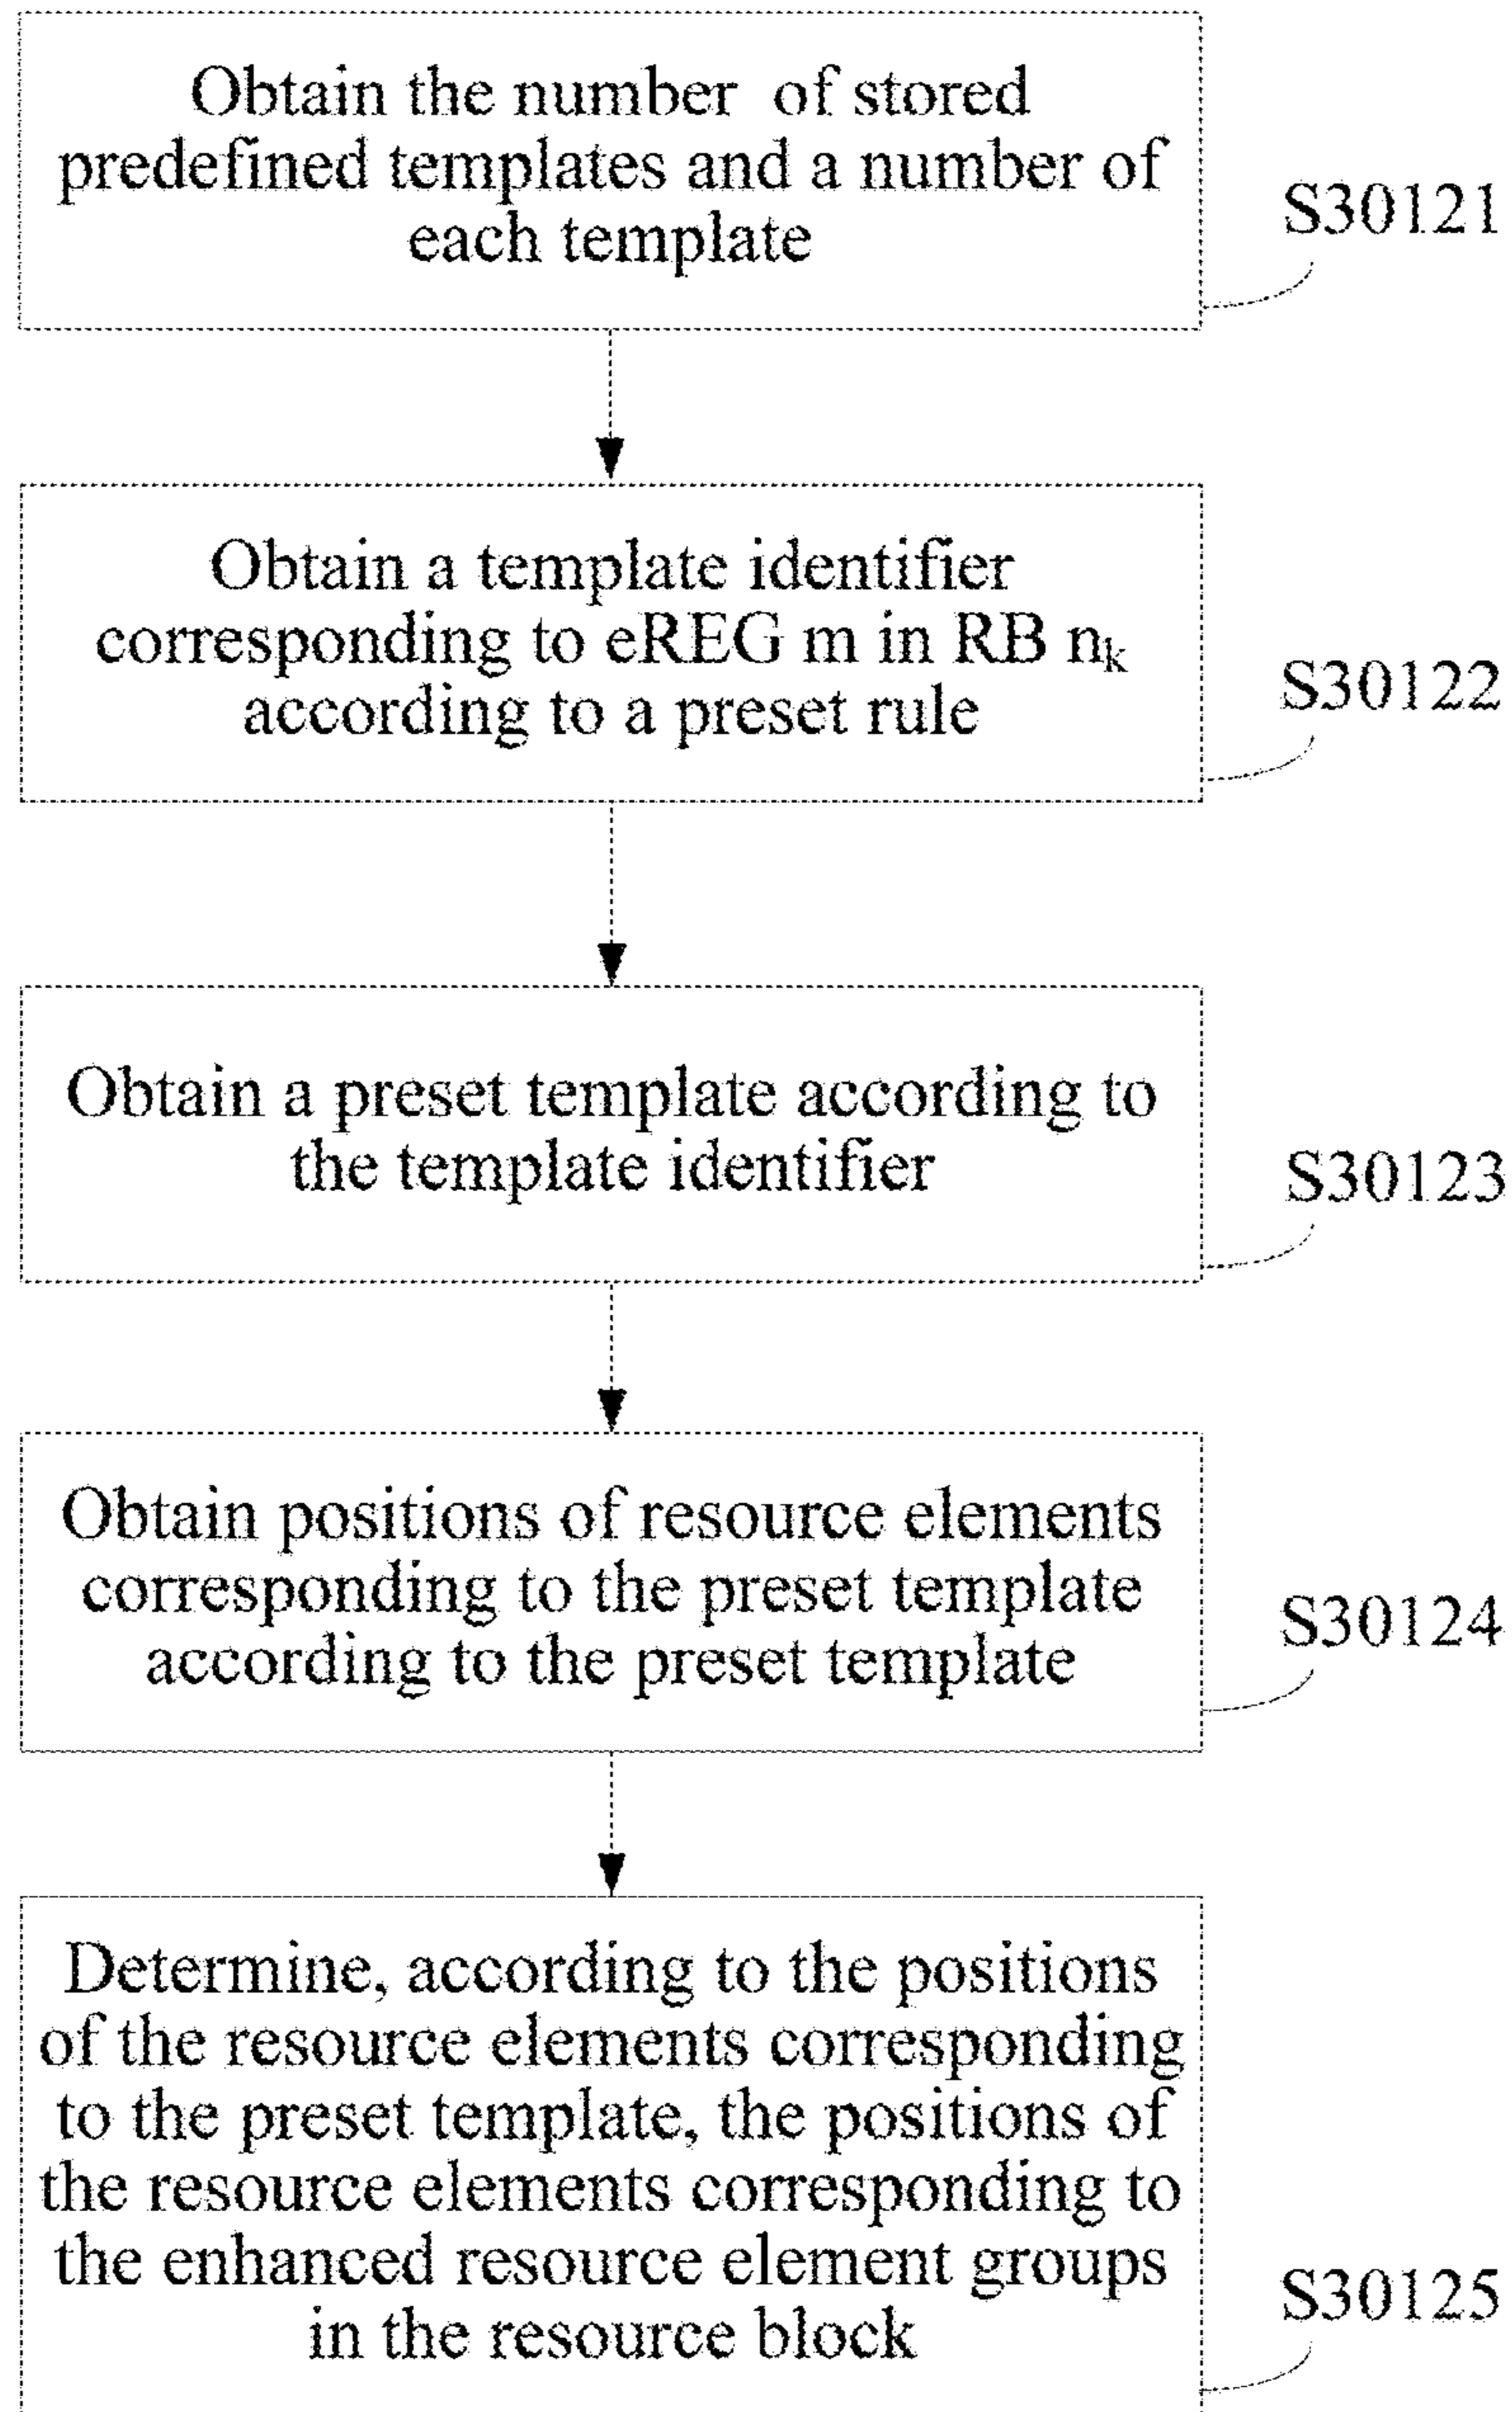 Obtain the number of stored
predefined templates and a number of
each template
S30121
Obtain a template identifier
corresponding to eREG m in RB nk
according to a preset rule
S30122
Obtain a preset template according to
the template identifier
S30123
Obtain positions of resource elements
corresponding to the preset template
according to the preset template
S30124
Determine, according to the positions
of the resource elements corresponding
to the preset template, the positions of
the resource elements corresponding to
the enhanced resource element groups
in the resource block
S30125